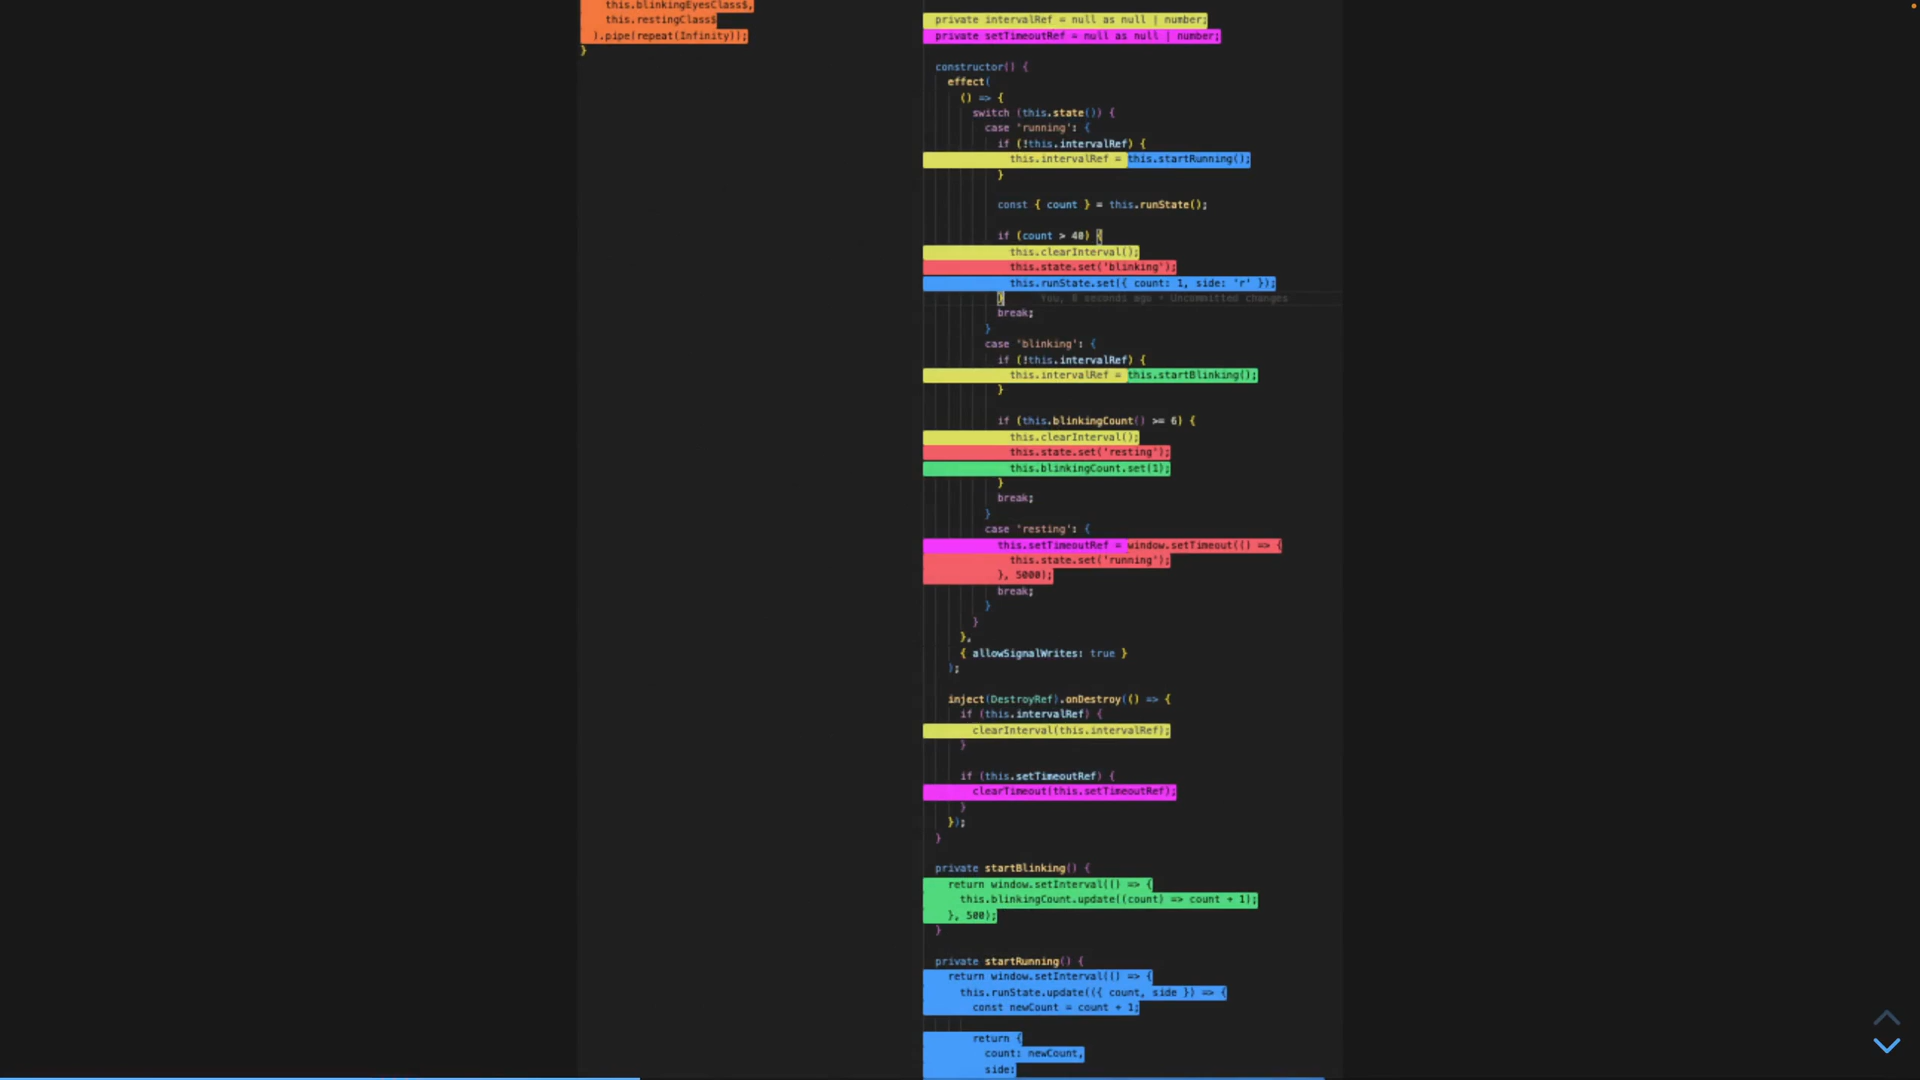 this.blinkingEyesClass$,
this.restingClass$
).pipe(repeat(Infinity));
}
private intervalRef = null as null | number;
private setTimeoutRef = null as null | number;
constructor() {
effect(
() => {
switch (this.state()) {
case 'running': {
if (!this.intervalRef) {
this.intervalRef = this.startRunning();
}
const { count } = this.runState();
if (count > 40) {
this.clearInterval();
this.state.set('blinking');
this.runState.set({ count: 1, side: 'r' });
} You, 8 seconds ago • Uncommitted changes
break;
}
case 'blinking': {
if (!this.intervalRef) {
this.intervalRef = this.startBlinking();
}
if (this.blinkingCount() >= 6) {
this.clearInterval();
this.state.set('resting');
this.blinkingCount.set(1);
}
break;
}
case 'resting': {
this.setTimeoutRef = window.setTimeout(() => {
this.state.set('running');
}, 5000);
break;
}
}
},
{ allowSignalWrites: true }
);
inject(DestroyRef).onDestroy(() => {
if (this.intervalRef) {
clearInterval(this.intervalRef);
}
if (this.setTimeoutRef) {
clearTimeout(this.setTimeoutRef);
}
});
}
private startBlinking() {
return window.setInterval(() => {
this.blinkingCount.update((count) => count + 1);
}, 500);
}
private startRunning() {
return window.setInterval(() => {
this.runState.update(({ count, side }) => {
const newCount = count + 1;
return {
count: newCount,
side: